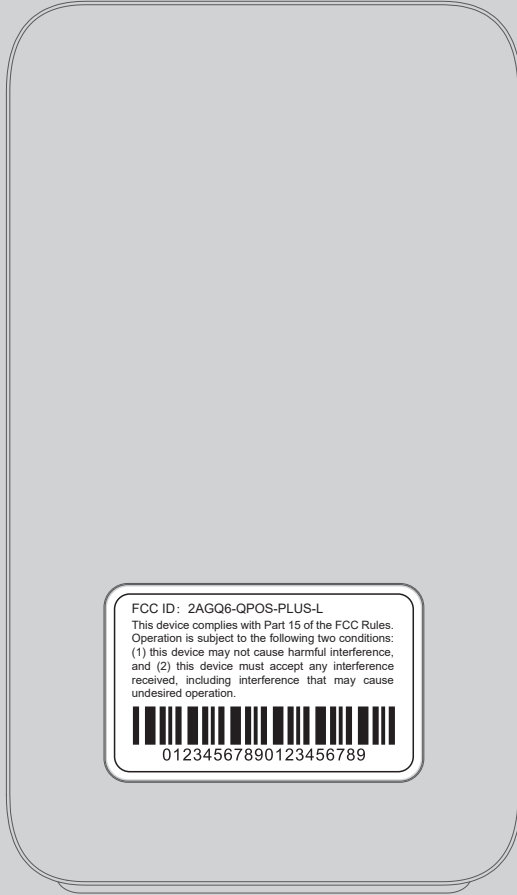 FCC ID: 2AGQ6-QPOS-PLUS-L
This device complies with Part 15 of the FCC Rules.
Operation is subject to the following two conditions:
(1) this device may not cause harmful interference,
and (2) this device must accept any interference
received, including interference that may cause
undesired operation.
01234567890123456789